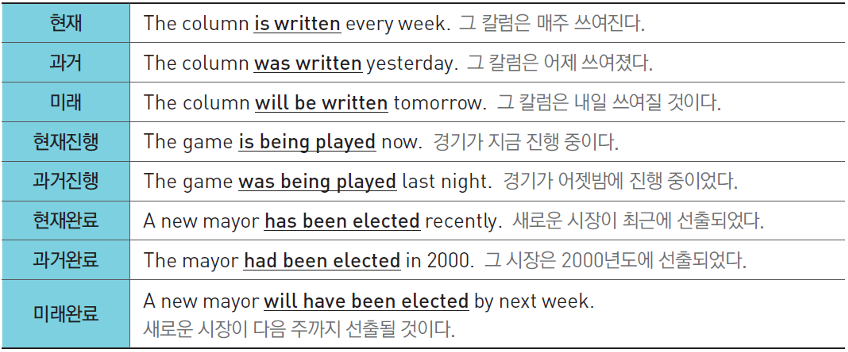 현재 The column is written every week. 그 칼럼은 매주 쓰여진다.
과거 The column was written yesterday. 그 칼럼은 어제 쓰여졌다.
미래 The column will be written tomorrow. 그 칼럼은 내일 쓰여질 것이다.
현재진행 The game is being played now. 경기가 지금 진행 중이다.
과거진행 The game was being played last night. 경기가 어젯밤에 진행 중이었다.
현재완료 A new mayor has been elected recently. 새로운 시장이 최근에 선출되었다.
과거완료 The mayor had been elected in 2000. 그 시장은 2000년도에 선출되었다.
미래완료 A new mayor will have been elected by next week.
새로운 시장이 다음 주까지 선출될 것이다.